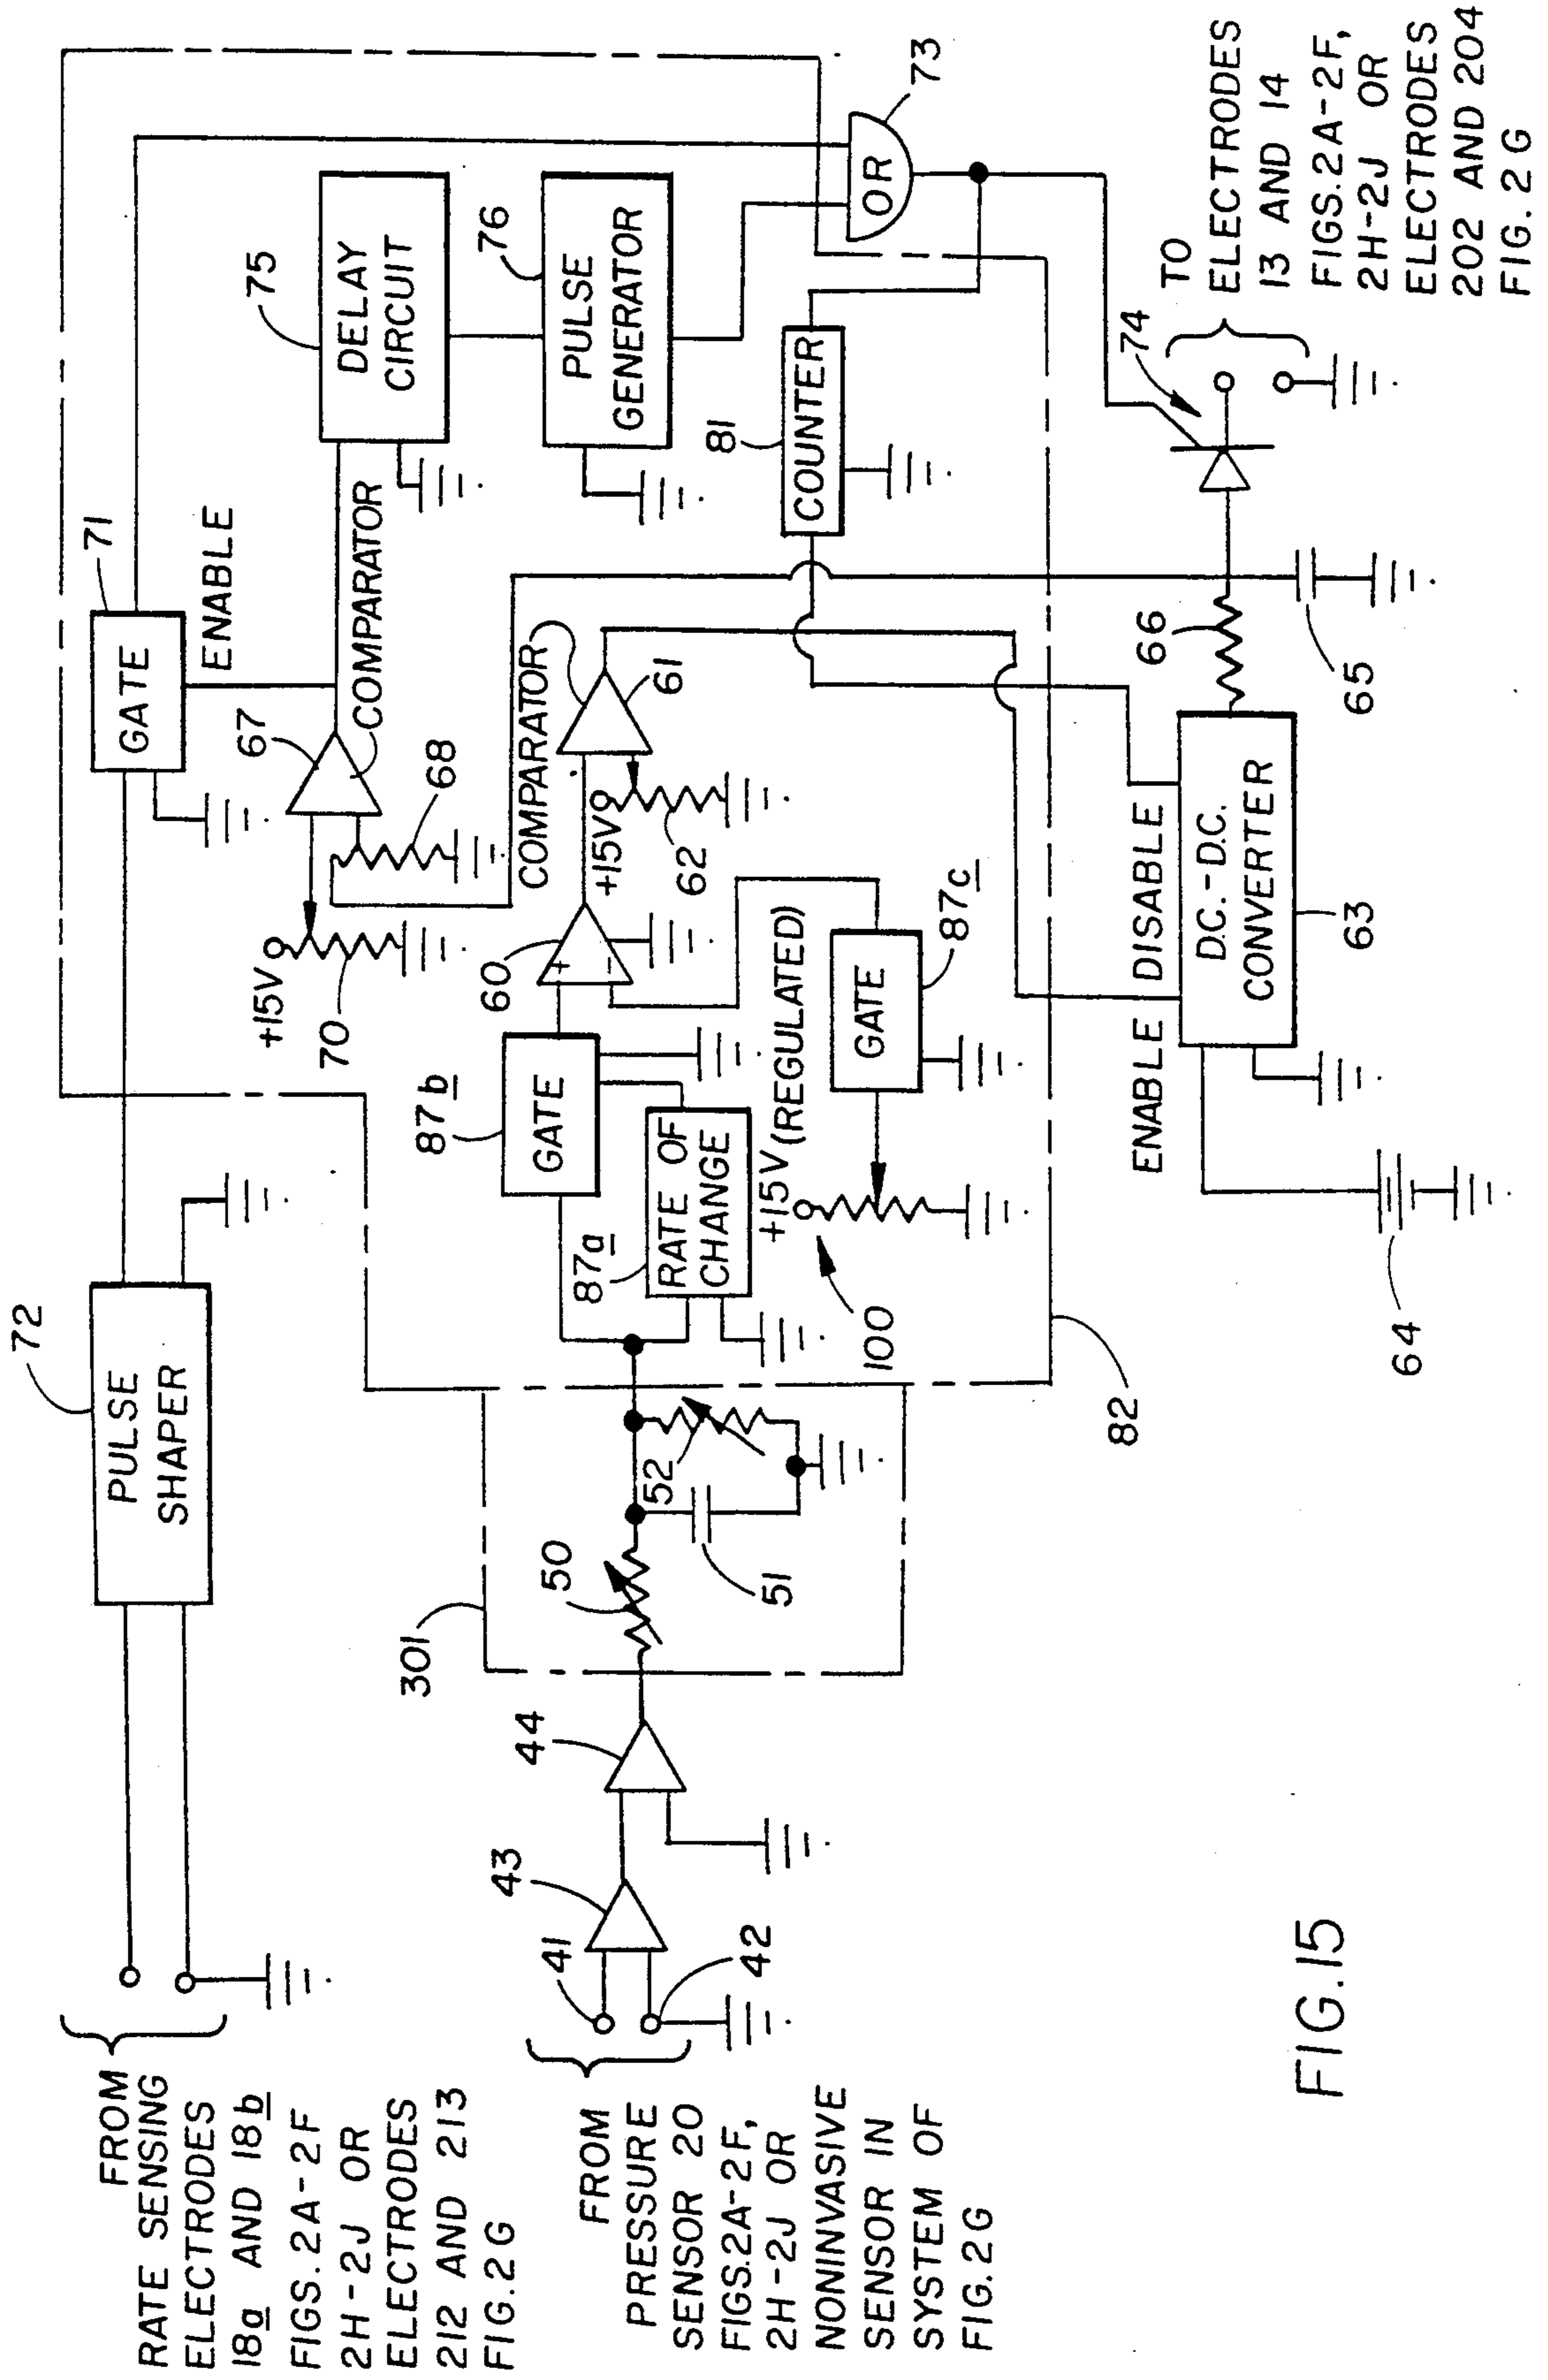 FROM
RATE SENSING
ELECTRODES
18a AND 18b
FIGS. 2A-2F
2H-2J OR
ELECTRODES
212 AND 213
FIG. 2G
72
PULSE
SHAPER
71
GATE
ENABLE
67
COMPARATOR
68
+15V
70
75
DELAY
CIRCUIT
76
PULSE
GENERATOR
OR
73
FROM
PRESSURE
SENSOR 20
FIGS.2A-2F,
2H-2J OR
NONINVASIVE
SENSOR IN
SYSTEM OF
FIG.2G
41
42
43
44
301
50
51
52
87b
GATE
87a
RATE OF
CHANGE
+15V (REGULATED)
100
GATE
87c
60
+
-
COMPARATOR
61
+15V
62
81
COUNTER
82
ENABLE
DISABLE
D.C.-D.C.
CONVERTER
63
64
65
66
74
TO
ELECTRODES
13 AND 14
FIGS.2A-2F,
2H-2J OR
ELECTRODES
202 AND 204
FIG. 2G
FIG.15